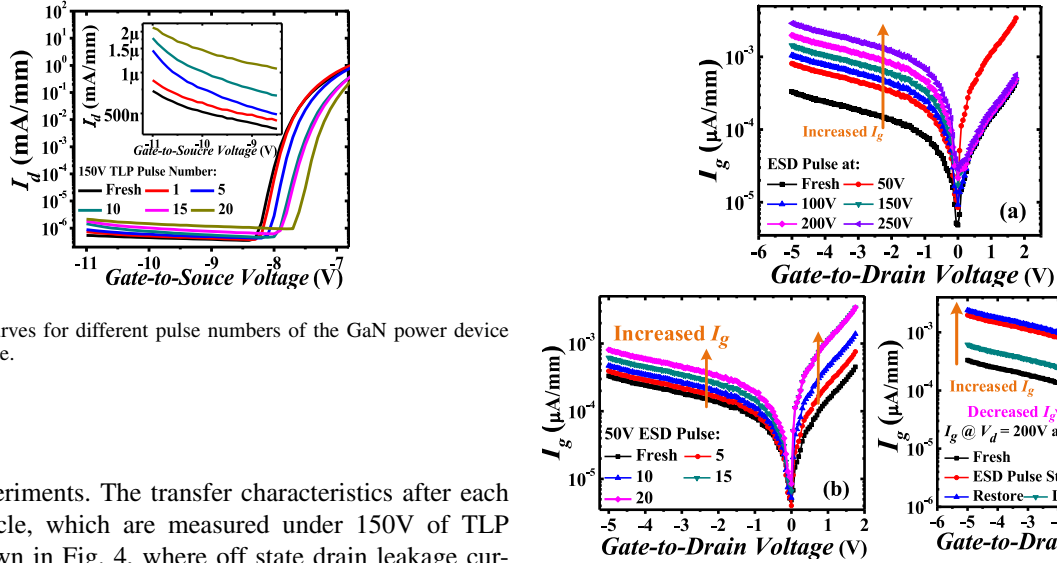 10²
10¹
10⁰
10⁻¹
10⁻²
10⁻³
10⁻⁴
10⁻⁵
10⁻⁶
I_d (mA/mm)
2μ
1.5μ
1μ
500n
I_d (mA/mm)
-11 -10 -9
Gate-to-Soucre Voltage (V)
150V TLP Pulse Number:
Fresh 1 5
10 15 20
-11 -10 -9 -8 -7
Gate-to-Souce Voltage (V)
urves for different pulse numbers of the GaN power device
e.
eriments. The transfer characteristics after each
cle, which are measured under 150V of TLP
wn in Fig. 4, where off state drain leakage cur-
10⁻³
10⁻⁴
10⁻⁵
I_g (μA/mm)
Increased I_g
ESD Pulse at:
Fresh 50V
100V 150V
200V 250V
(a)
-6 -5 -4 -3 -2 -1 0 1 2
Gate-to-Drain Voltage (V)
10⁻³
10⁻⁴
10⁻⁵
I_g (μA/mm)
Increased I_g
50V ESD Pulse:
Fresh 5
10 15
20
(b)
-5 -4 -3 -2 -1 0 1 2
Gate-to-Drain Voltage (V)
10⁻³
10⁻⁴
10⁻⁵
10⁻⁶
I_g (μA/mm)
Increased I_g
Decreased I_g
I_g @ V_d = 200V a
Fresh
ESD Pulse St
Restore
-6 -5 -4 -3 -2
Gate-to-Dra